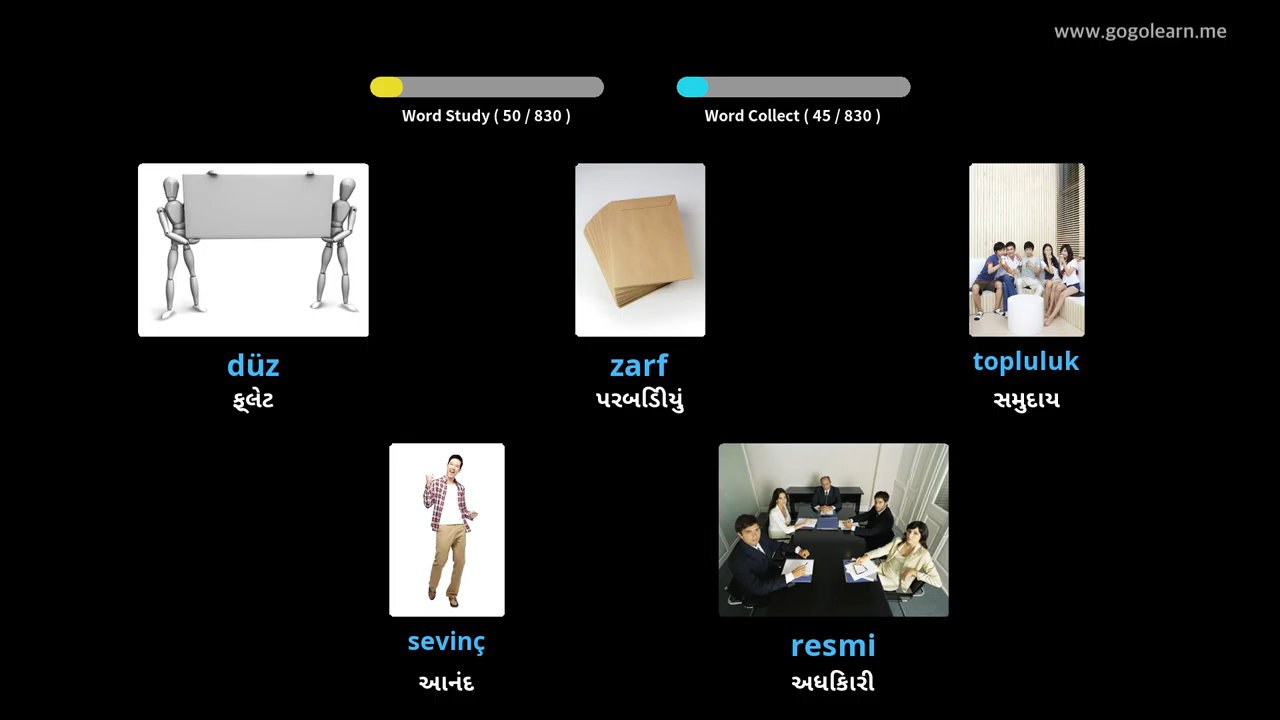 www.gogolearn.me
Word Study ( 50 / 830 )
Word Collect ( 45 / 830 )
düz
ફ્લેટ
zarf
પરબીડિયું
topluluk
સમુદાય
sevinç
આનંદ
resmi
અધિકારી